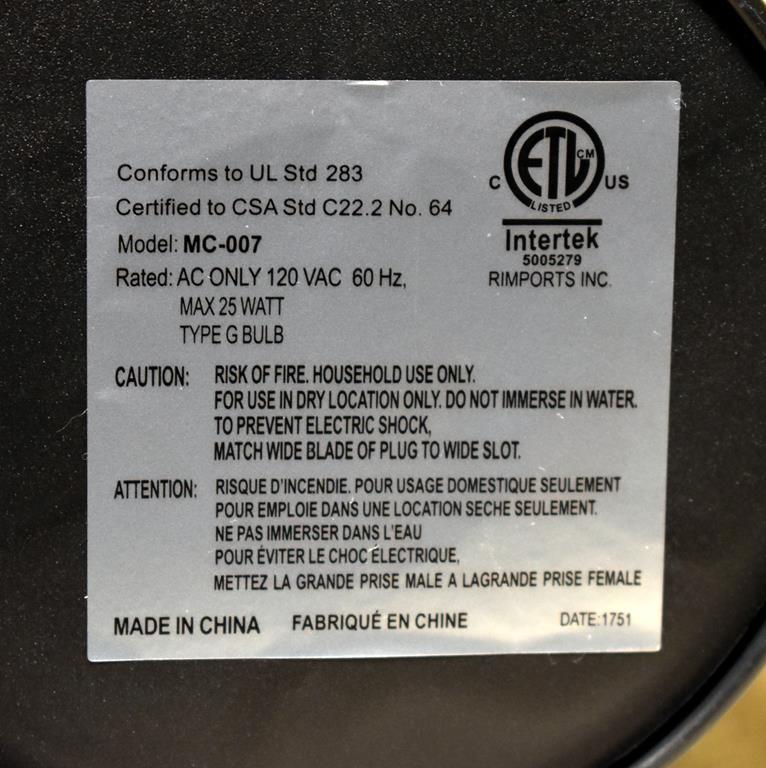 Conforms to UL Std 283
Certified to CSA Std C22.2 No. 64
Model: MC-007
Rated: AC ONLY 120 VAC 60 Hz,
MAX 25 WATT
TYPE G BULB
C ETL CM US
LISTED
Intertek
5005279
RIMPORTS INC.
CAUTION: RISK OF FIRE. HOUSEHOLD USE ONLY.
FOR USE IN DRY LOCATION ONLY. DO NOT IMMERSE IN WATER.
TO PREVENT ELECTRIC SHOCK,
MATCH WIDE BLADE OF PLUG TO WIDE SLOT.
ATTENTION: RISQUE D'INCENDIE. POUR USAGE DOMESTIQUE SEULEMENT
POUR EMPLOIE DANS UNE LOCATION SECHE SEULEMENT.
NE PAS IMMERSER DANS L'EAU
POUR ÉVITER LE CHOC ÉLECTRIQUE,
METTEZ LA GRANDE PRISE MALE A LAGRANDE PRISE FEMALE
MADE IN CHINA FABRIQUÉ EN CHINE DATE:1751